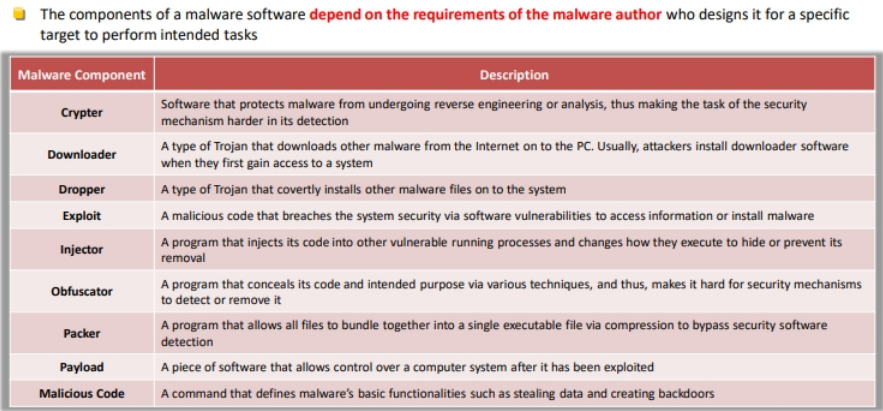 The components of a malware software depend on the requirements of the malware author who designs it for a specific
target to perform intended tasks
Malware Component Description
Crypter Software that protects malware from undergoing reverse engineering or analysis, thus making the task of the security
mechanism harder in its detection
Downloader A type of Trojan that downloads other malware from the Internet on to the PC. Usually, attackers install downloader software
when they first gain access to a system
Dropper A type of Trojan that covertly installs other malware files on to the system
Exploit A malicious code that breaches the system security via software vulnerabilities to access information or install malware
Injector A program that injects its code into other vulnerable running processes and changes how they execute to hide or prevent its
removal
Obfuscator A program that conceals its code and intended purpose via various techniques, and thus, makes it hard for security mechanisms
to detect or remove it
Packer A program that allows all files to bundle together into a single executable file via compression to bypass security software
detection
Payload A piece of software that allows control over a computer system after it has been exploited
Malicious Code A command that defines malware's basic functionalities such as stealing data and creating backdoors